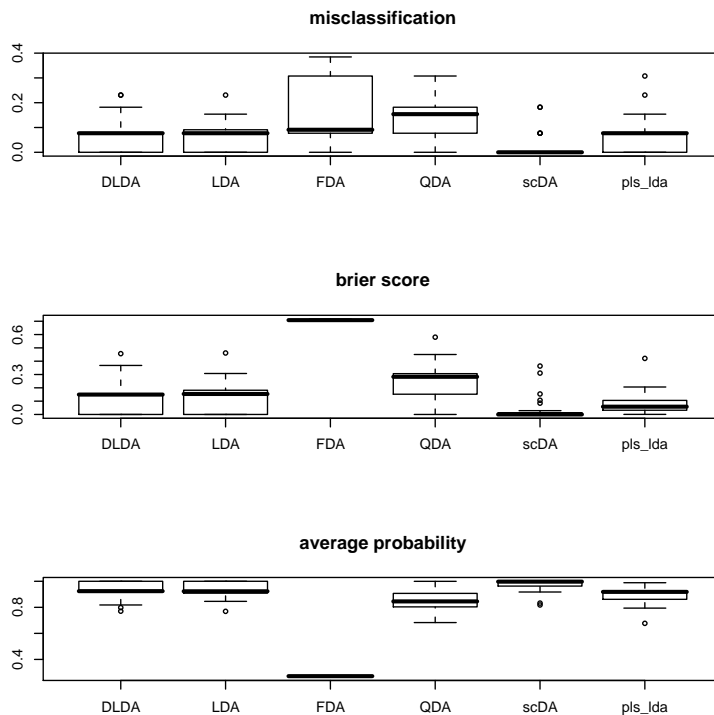 misclassification
0.4
0.2
0.0
DLDA LDA FDA QDA scDA pls_lda
brier score
0.6
0.3
0.0
DLDA LDA FDA QDA scDA pls_lda
average probability
0.8
0.4
DLDA LDA FDA QDA scDA pls_lda